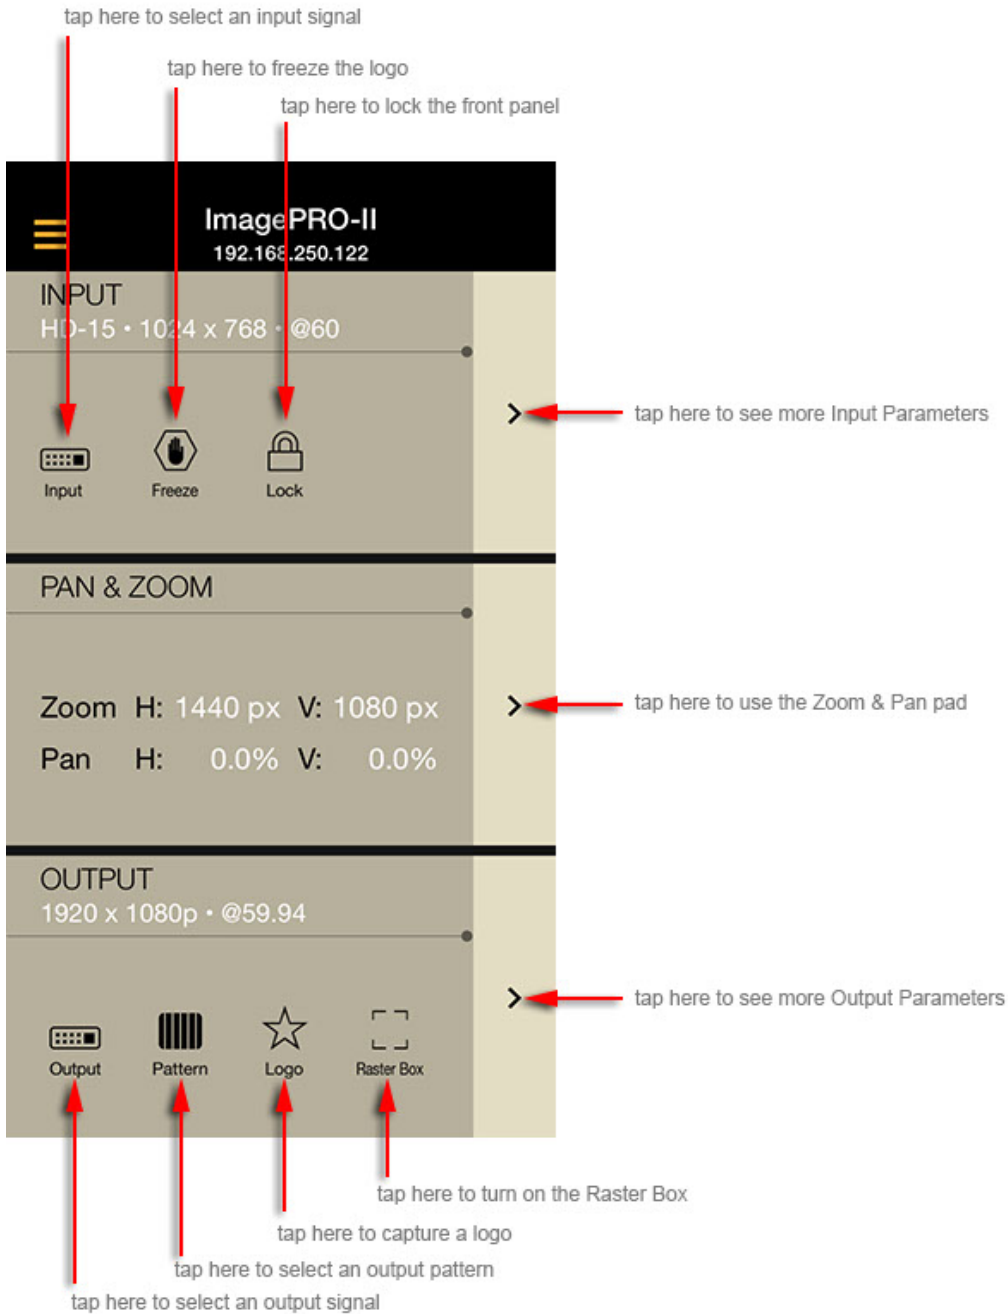 tap here to select an input signal
tap here to freeze the logo
tap here to lock the front panel
ImagePRO-II
192.168.250.122
INPUT
HD-15 • 1024 x 768 • @60
tap here to see more Input Parameters
Input Freeze Lock
PAN & ZOOM
Zoom H: 1440 px V: 1080 px
tap here to use the Zoom & Pan pad
Pan H: 0.0% V: 0.0%
OUTPUT
1920 x 1080p • @59.94
tap here to see more Output Parameters
Output Pattern Logo Raster Box
tap here to turn on the Raster Box
tap here to capture a logo
tap here to select an output pattern
tap here to select an output signal